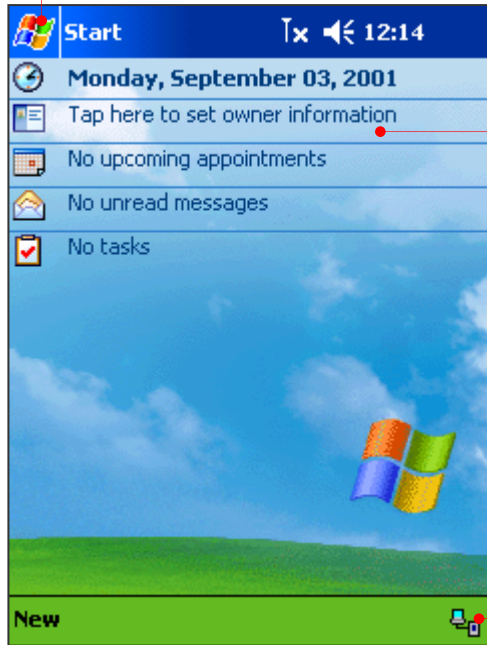 Start 12:14
Monday, September 03, 2001
Tap here to set owner information
No upcoming appointments
No unread messages
No tasks
New